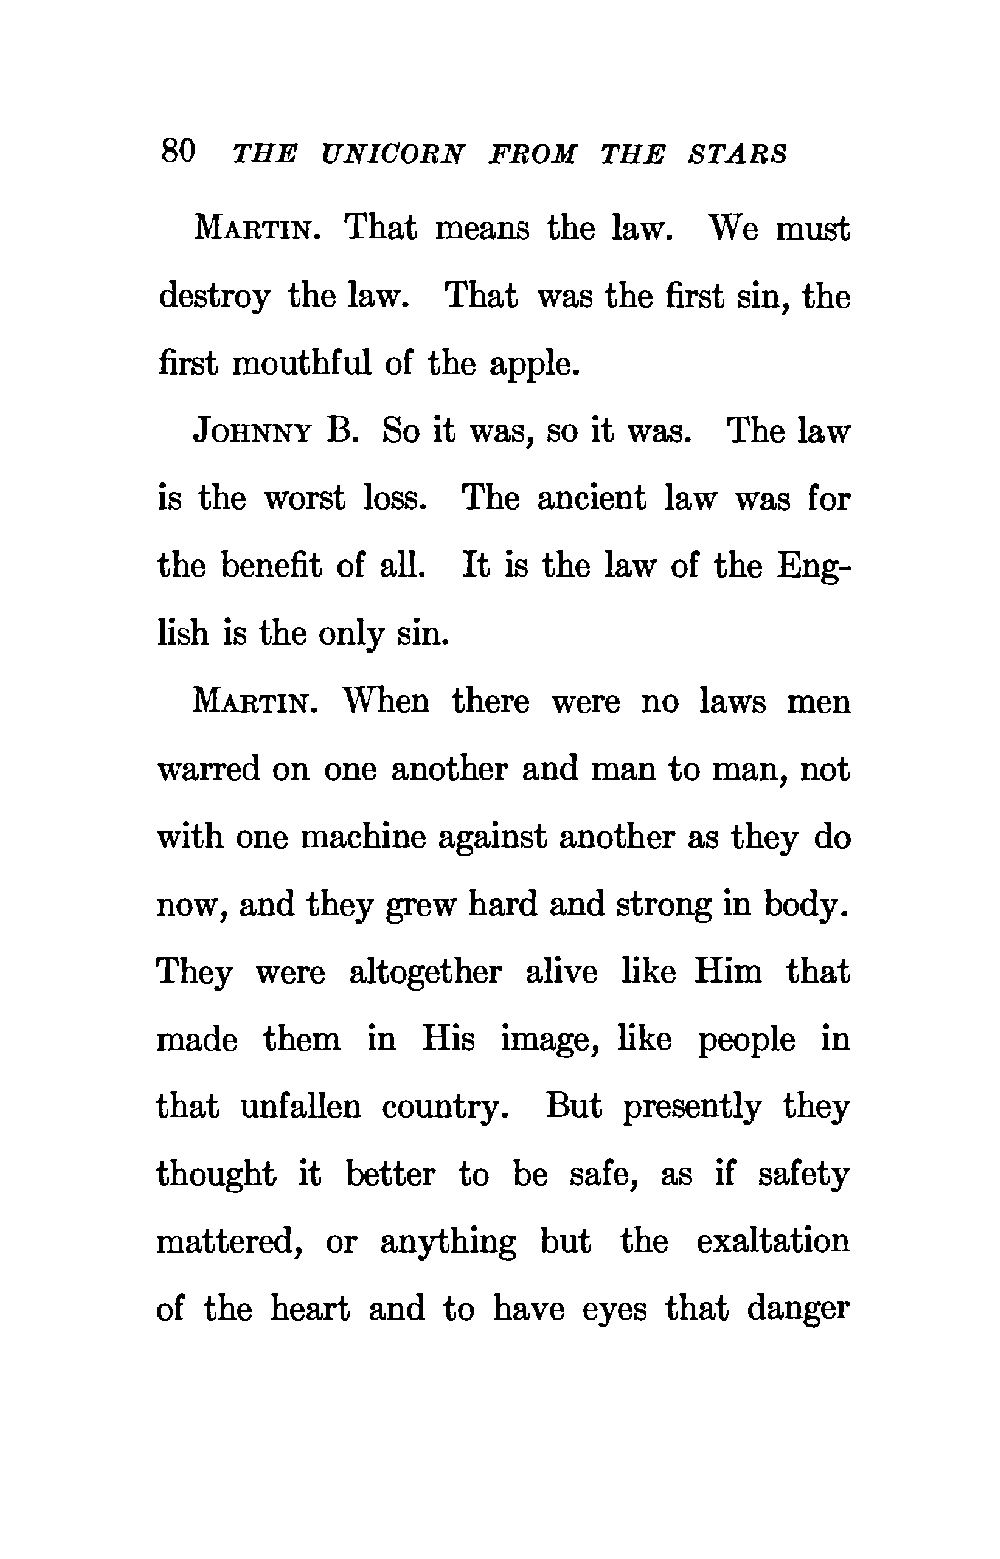 80 THE UNICORN FROM THE STARS
MARTIN. That means the law. We must
destroy the law. That was the first sin, the
first mouthful of the apple.
JOHNNY B. So it was, so it was. The law
is the worst loss. The ancient law was for
the benefit of all. It is the law of the Eng-
lish is the only sin.
MARTIN. When there were no laws men
warred on one another and man to man, not
with one machine against another as they do
now, and they grew hard and strong in body.
They were altogether alive like Him that
made them in His image, like people in
that unfallen country. But presently they
thought it better to be safe, as if safety
mattered, or anything but the exaltation
of the heart and to have eyes that danger